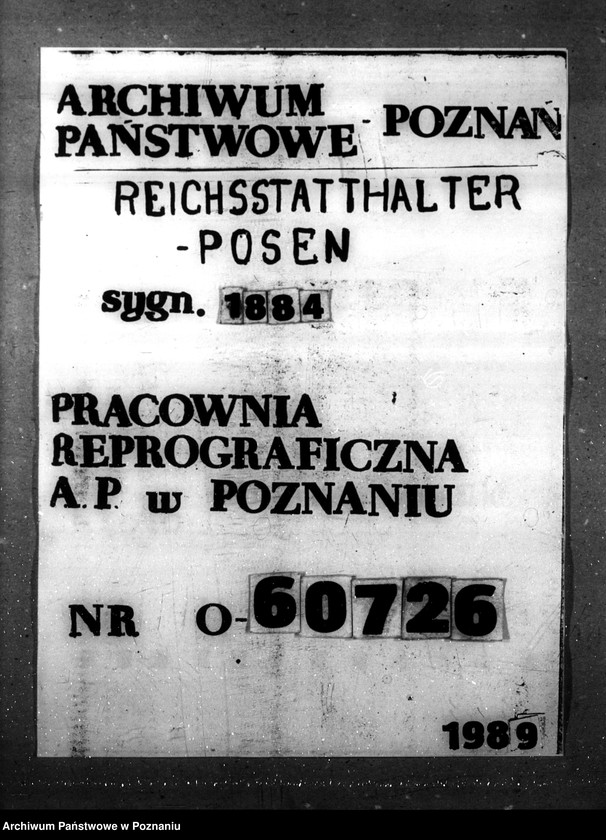 ARCHIWUM
PAŃSTWOWE - POZNAŃ
REICHSSTATTHALTER
-POSEN
sygn. 1884
PRACOWNIA
REPROGRAFICZNA
A.P. w POZNANIU
NR O-60726
1989
Archiwum Państwowe w Poznaniu